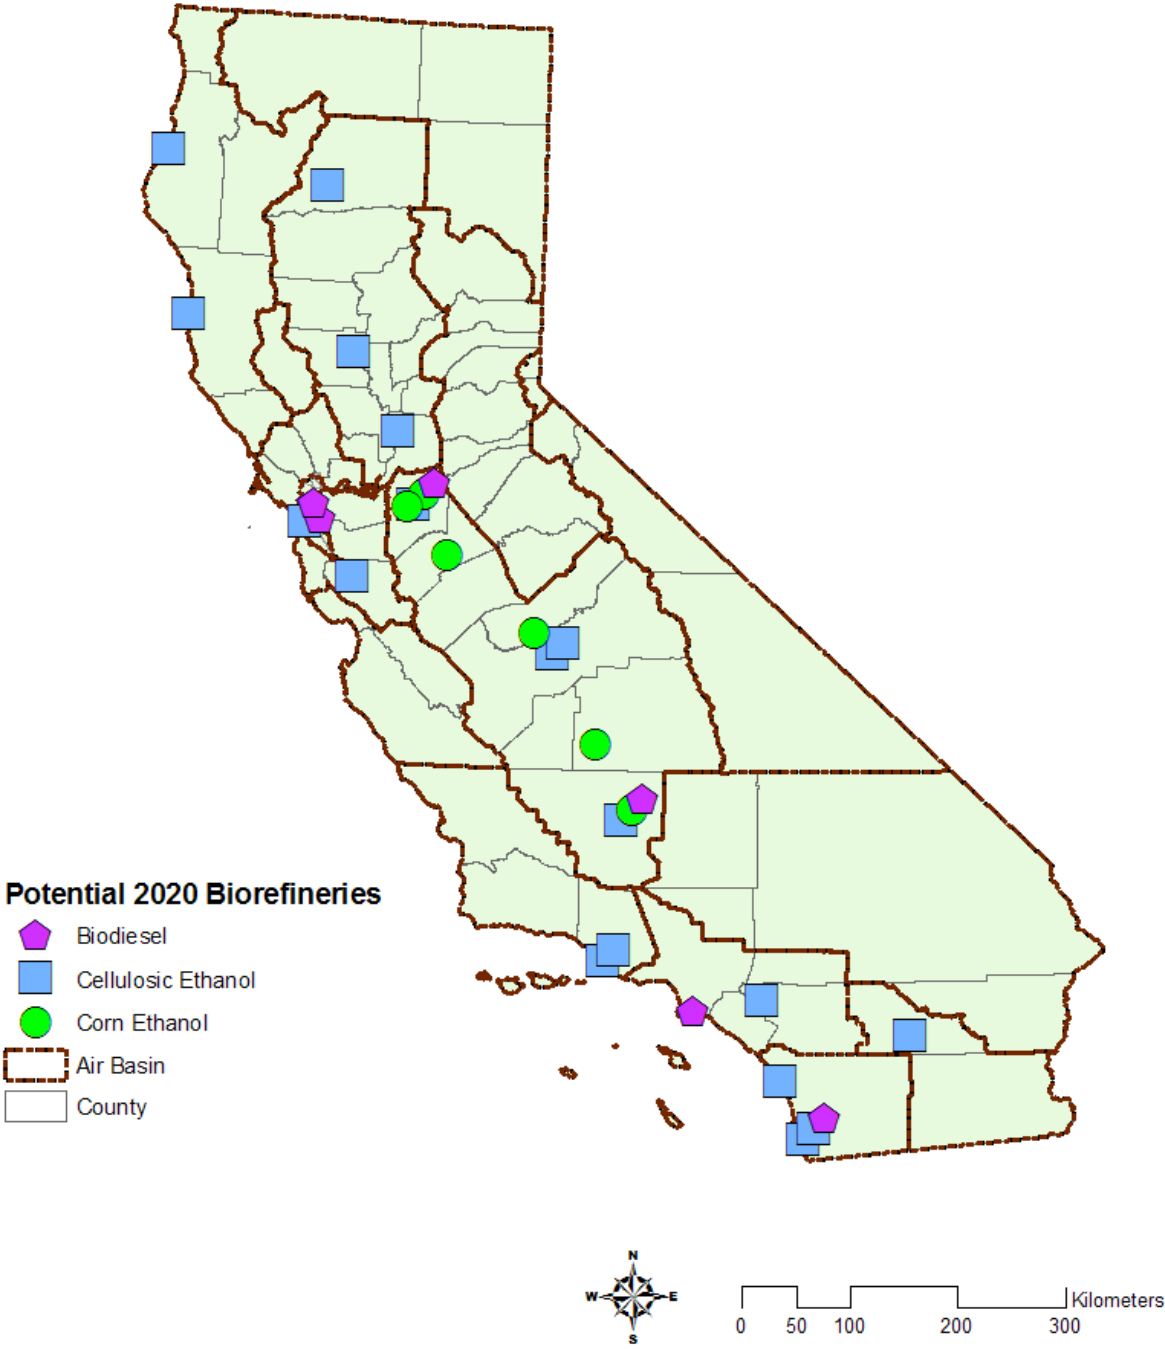 Potential 2020 Biorefineries
Biodiesel
Cellulosic Ethanol
Corn Ethanol
Air Basin
County
N
W E
S
Kilometers
0 50 100 200 300